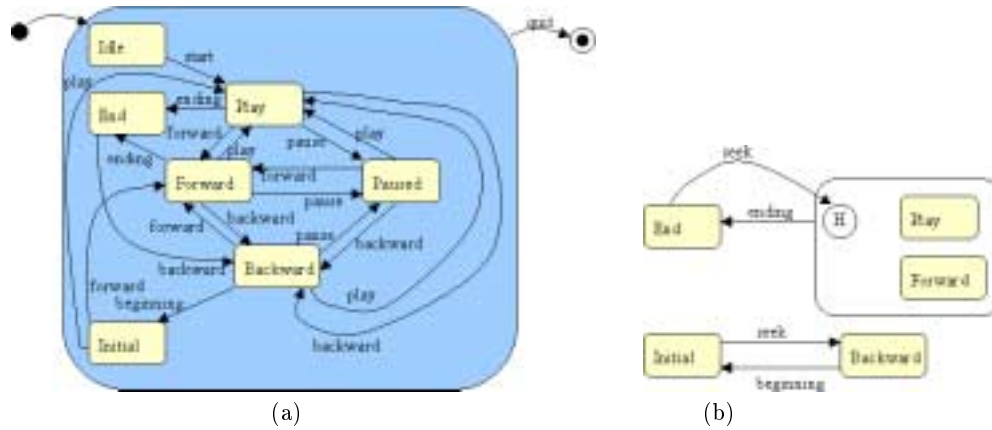 quit
Idle
start
play
End
ending
Play
forward
play
pause
play
ending
Forward
forward
Paused
pause
backward
forward
pause
backward
backward
Backward
forward
beginning
play
Initial
backward
(a)
seek
End
ending
H
Play
Forward
Initial
seek
Backward
beginning
(b)